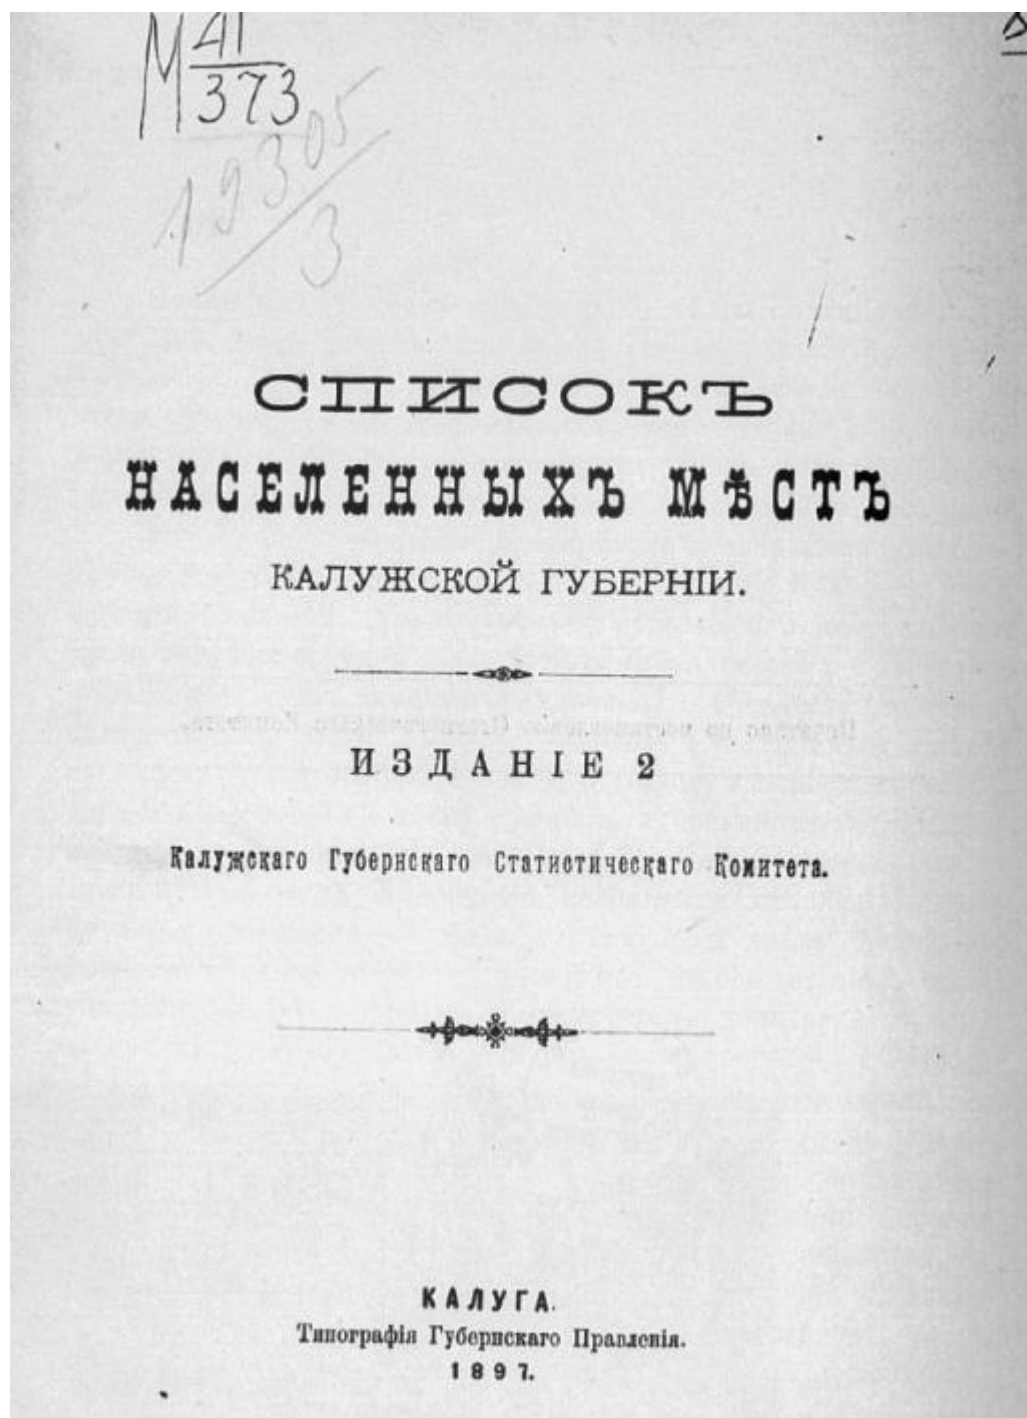 М 41
373
19305
3
СПИСОКЪ
НАСЕЛЕННЫХЪ МѢСТЪ
КАЛУЖСКОЙ ГУБЕРНІИ.
ИЗДАНІЕ 2
Калужскаго Губернскаго Статистическаго Комитета.
КАЛУГА.
Типографія Губернскаго Правленія.
1897.